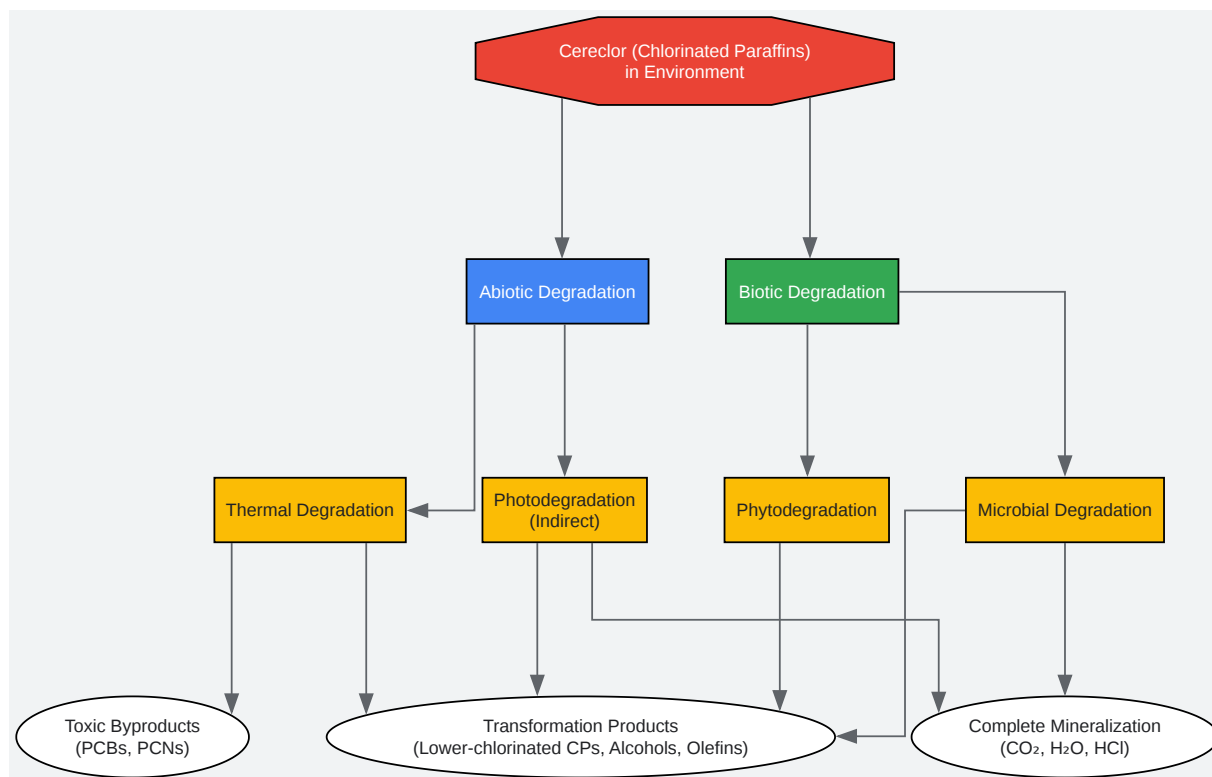 Cereclor (Chlorinated Paraffins)
in Environment
Abiotic Degradation
Biotic Degradation
Thermal Degradation
Photodegradation
(Indirect)
Phytodegradation
Microbial Degradation
Toxic Byproducts
(PCBs, PCNs)
Transformation Products
(Lower-chlorinated CPs, Alcohols, Olefins)
Complete Mineralization
(CO₂, H₂O, HCl)